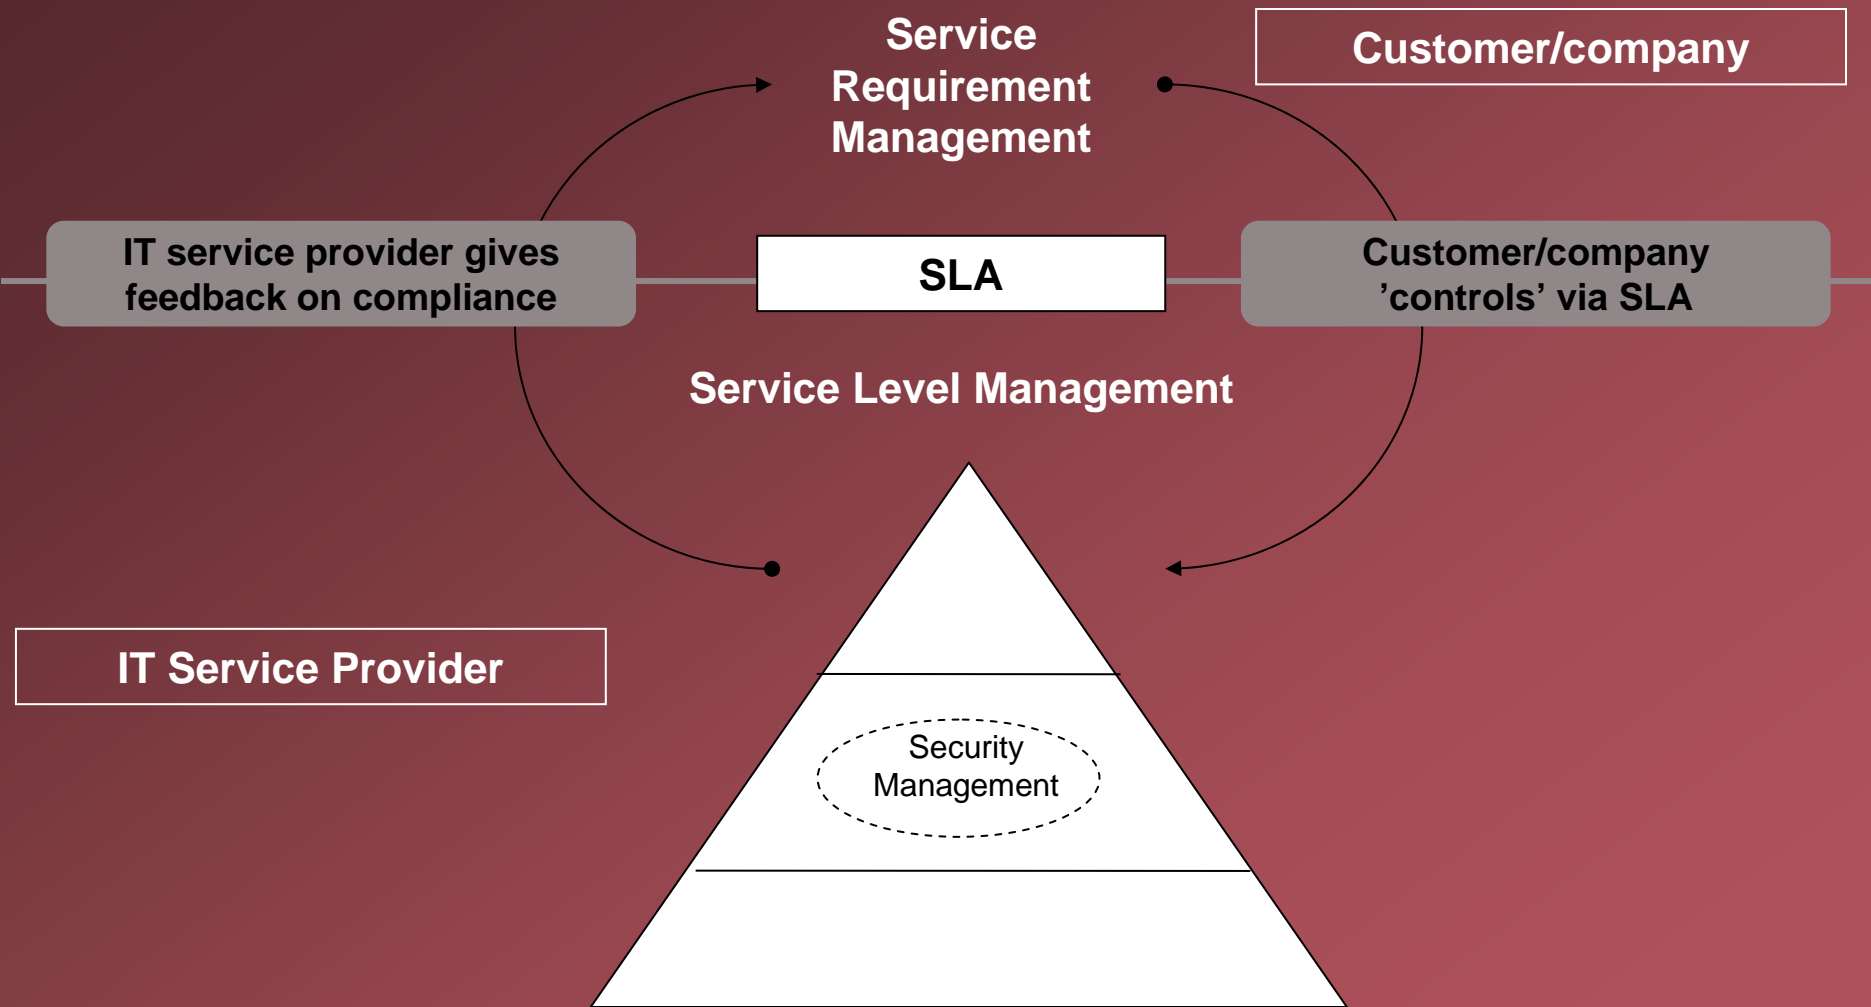 Service
Requirement
Management
Customer/company
IT service provider gives
feedback on compliance
SLA
Customer/company
’controls’ via SLA
Service Level Management
IT Service Provider
Security
Management